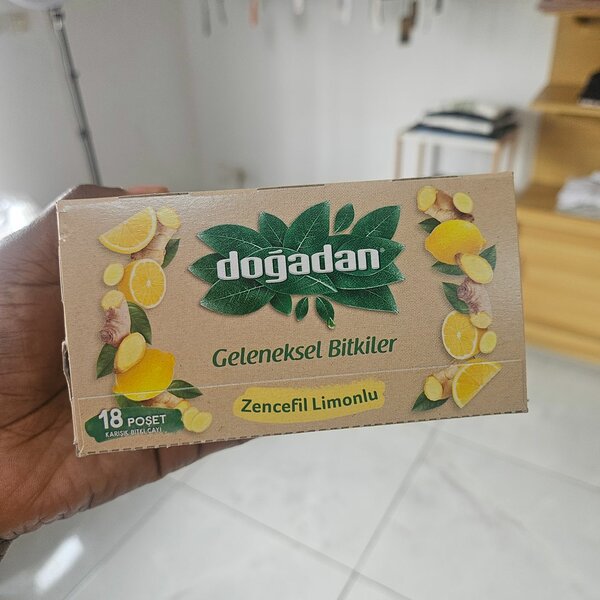 doğadan
Geleneksel Bitkiler
Zencefil Limonlu
18 POŞET
KARIŞIK BİTKİ ÇAYI